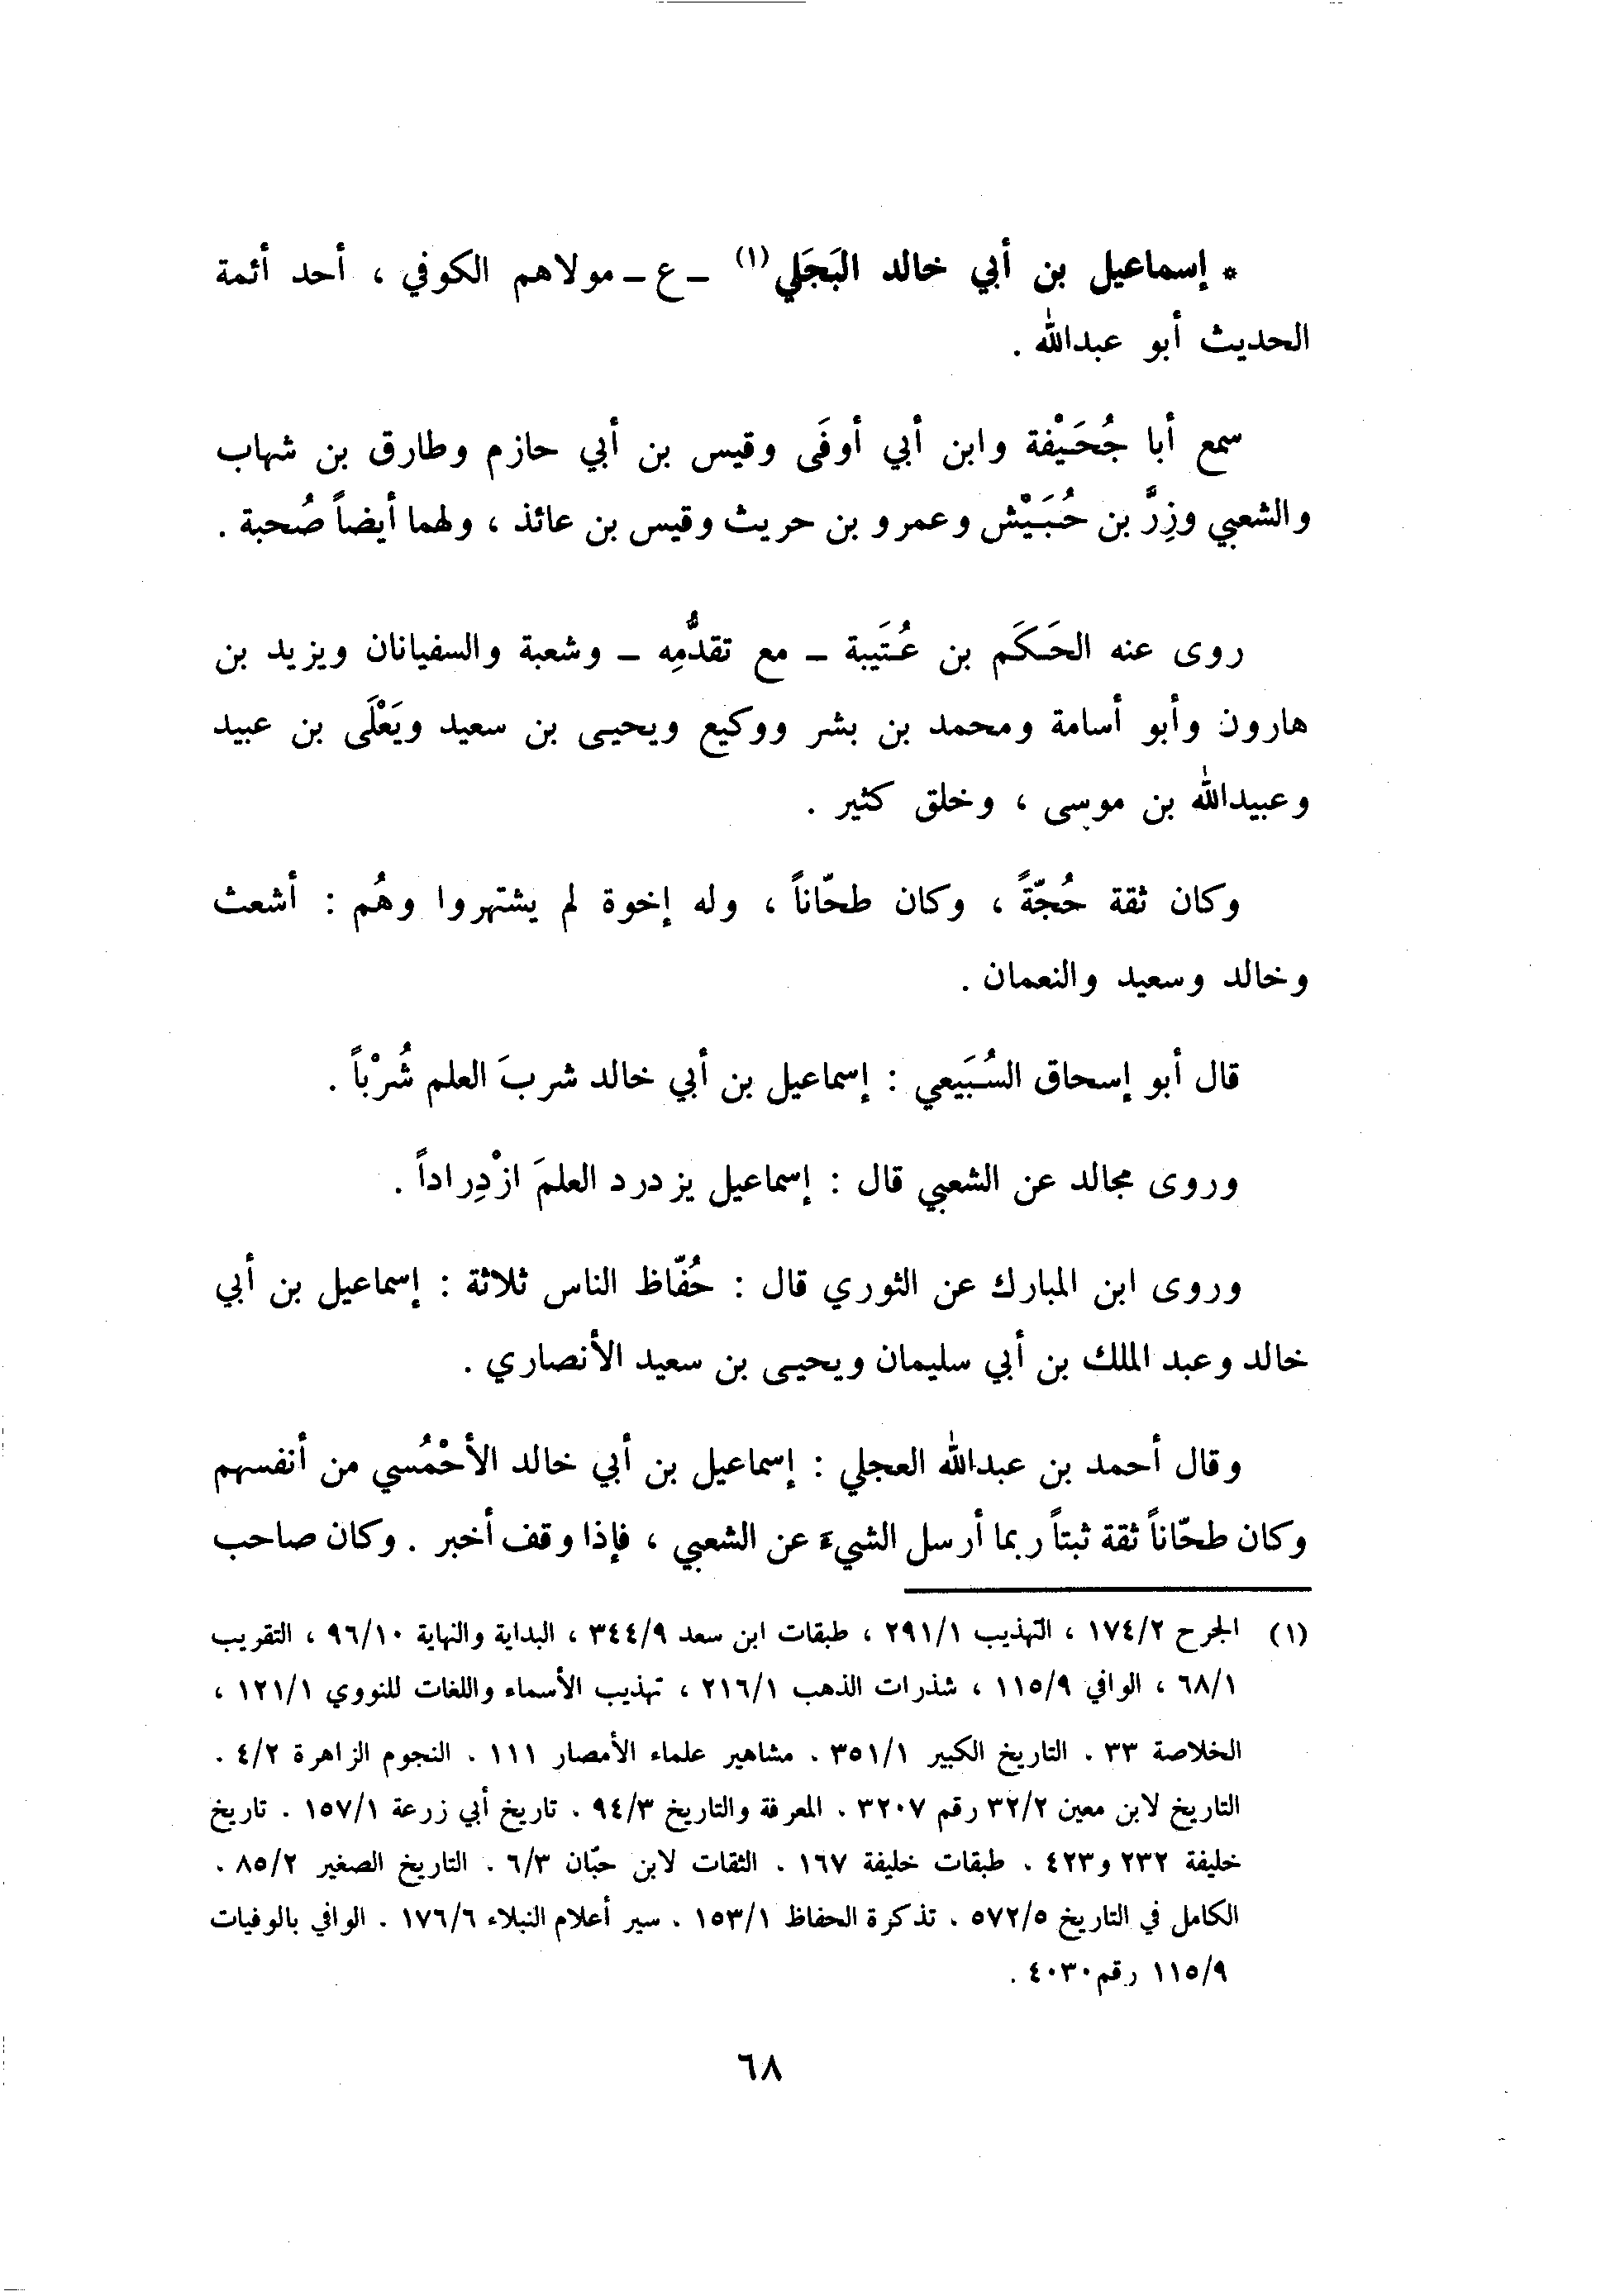 * إسماعيل بن أبي خالد البَجَلي (١) ـ ع ـ مولاهم الكوفي ، أحد أئمة
الحديث أبو عبدالله .
سمع أبا جُحَيْفة وابن أبي أوفَى وقيس بن أبي حازم وطارق بن شهاب
والشعبي وزِرَّ بن حُبَيْش وعمرو بن حريث وقيس بن عائذ ، ولهما أيضاً صُحبة .
روى عنه الحَكَم بن عُتَيبة ـ مع تقدُّمِه ـ وشعبة والسفيانان ويزيد بن
هارون وأبو أسامة ومحمد بن بشر ووكيع ويحيى بن سعيد ويَعْلَى بن عبيد
وعبيدالله بن موسى ، وخلق كثير .
وكان ثقة حُجّةً ، وكان طحّاناً ، وله إخوة لم يشتهروا وهُم : أشعث
وخالد وسعيد والنعمان .
قال أبو إسحاق السُبَيعي : إسماعيل بن أبي خالد شربَ العلم شُرْباً .
وروى مجالد عن الشعبي قال : إسماعيل يزدرد العلمَ ازْدِراداً .
وروى ابن المبارك عن الثوري قال : حُفّاظ الناس ثلاثة : إسماعيل بن أبي
خالد وعبد الملك بن أبي سليمان ويحيى بن سعيد الأنصاري .
وقال أحمد بن عبدالله العجلي : إسماعيل بن أبي خالد الأحْمُسي من أنفسهم
وكان طحّاناً ثقة ثبتاً ربما أرسل الشيءَ عن الشعبي ، فإذا وقف أخبر . وكان صاحب
(١) الجرح ١٧٤/٢ ، التهذيب ٢٩١/١ ، طبقات ابن سعد ٣٤٤/٩ ، البداية والنهاية ٩٦/١٠ ، التقريب
٦٨/١ ، الوافي ١١٥/٩ ، شذرات الذهب ٢١٦/١ ، تهذيب الأسماء واللغات للنووي ١٢١/١ ،
الخلاصة ٣٣ . التاريخ الكبير ٣٥١/١ . مشاهير علماء الأمصار ١١١ . النجوم الزاهرة ٤/٢ .
التاريخ لابن معين ٣٢/٢ رقم ٣٢٠٧ . المعرفة والتاريخ ٩٤/٣ . تاريخ أبي زرعة ١٥٧/١ . تاريخ
خليفة ٢٣٢ و٤٢٣ . طبقات خليفة ١٦٧ . الثقات لابن حبّان ٦/٣ . التاريخ الصغير ٨٥/٢ .
الكامل في التاريخ ٥٧٢/٥ . تذكرة الحفاظ ١٥٣/١ . سير أعلام النبلاء ١٧٦/٦ . الوافي بالوفيات
١١٥/٩ رقم ٤٠٣٠ .
٦٨